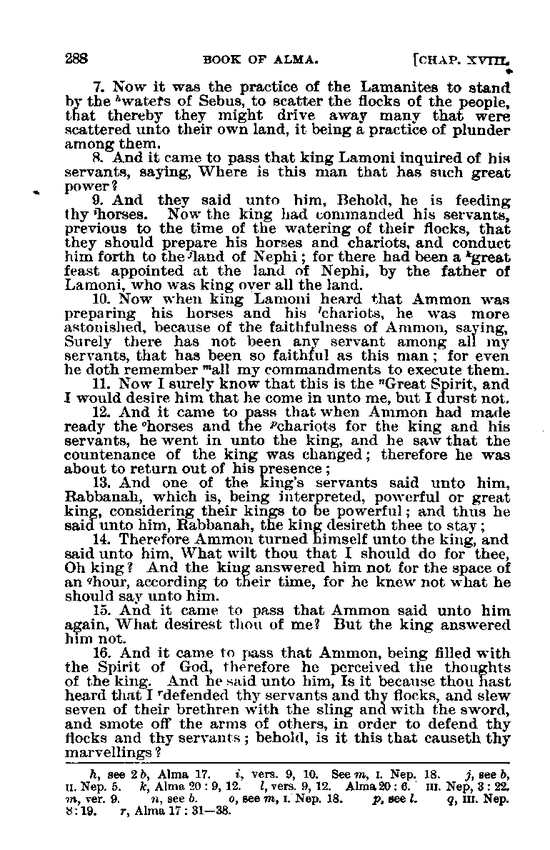 288 BOOK OF ALMA. [CHAP. XVIII.
7. Now it was the practice of the Lamanites to stand
by the ʰwaters of Sebus, to scatter the flocks of the people,
that thereby they might drive away many that were
scattered unto their own land, it being a practice of plunder
among them.
8. And it came to pass that king Lamoni inquired of his
servants, saying, Where is this man that has such great
power?
9. And they said unto him, Behold, he is feeding
thy ⁱhorses. Now the king had commanded his servants,
previous to the time of the watering of their flocks, that
they should prepare his horses and chariots, and conduct
him forth to the ʲland of Nephi; for there had been a ᵏgreat
feast appointed at the land of Nephi, by the father of
Lamoni, who was king over all the land.
10. Now when king Lamoni heard that Ammon was
preparing his horses and his ˡchariots, he was more
astonished, because of the faithfulness of Ammon, saying,
Surely there has not been any servant among all my
servants, that has been so faithful as this man; for even
he doth remember ᵐall my commandments to execute them.
11. Now I surely know that this is the ⁿGreat Spirit, and
I would desire him that he come in unto me, but I durst not.
12. And it came to pass that when Ammon had made
ready the ᵒhorses and the ᵖchariots for the king and his
servants, he went in unto the king, and he saw that the
countenance of the king was changed; therefore he was
about to return out of his presence;
13. And one of the king's servants said unto him,
Rabbanah, which is, being interpreted, powerful or great
king, considering their kings to be powerful; and thus he
said unto him, Rabbanah, the king desireth thee to stay;
14. Therefore Ammon turned himself unto the king, and
said unto him, What wilt thou that I should do for thee,
Oh king? And the king answered him not for the space of
an qhour, according to their time, for he knew not what he
should say unto him.
15. And it came to pass that Ammon said unto him
again, What desirest thou of me? But the king answered
him not.
16. And it came to pass that Ammon, being filled with
the Spirit of God, therefore he perceived the thoughts
of the king. And he said unto him, Is it because thou hast
heard that I ʳdefended thy servants and thy flocks, and slew
seven of their brethren with the sling and with the sword,
and smote off the arms of others, in order to defend thy
flocks and thy servants; behold, is it this that causeth thy
marvellings?
h, see 2 b, Alma 17. i, vers. 9, 10. See m, I. Nep. 18. j, see b,
II. Nep. 5. k, Alma 20 : 9, 12. l, vers. 9, 12. Alma 20 : 6. III. Nep, 3 : 22.
m, ver. 9. n, see b. o, see m, I. Nep. 18. p, see l. q, III. Nep.
8 : 19. r, Alma 17 : 31—38.